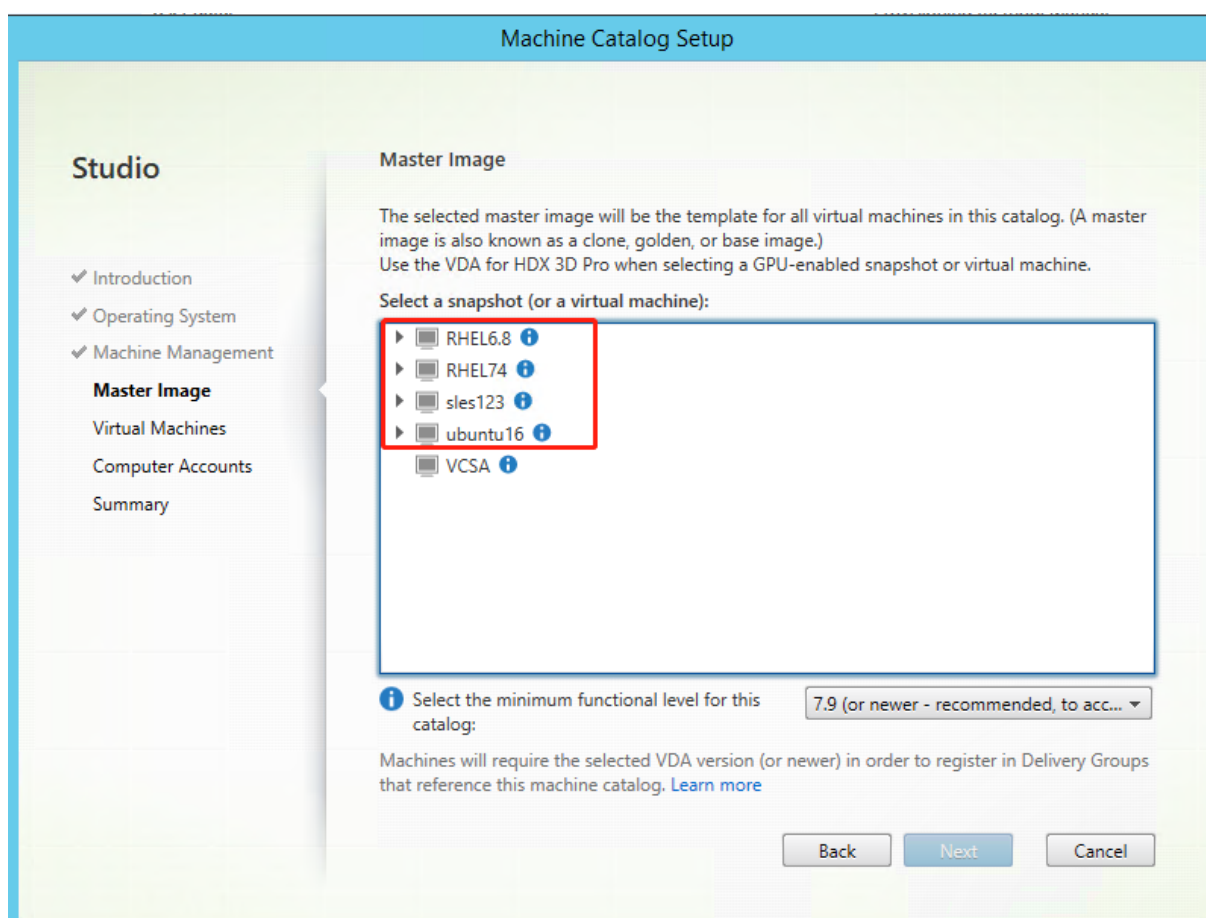 Machine Catalog Setup
Studio
Introduction
Operating System
Machine Management
Master Image
Virtual Machines
Computer Accounts
Summary
Master Image
The selected master image will be the template for all virtual machines in this catalog. (A master
image is also known as a clone, golden, or base image.)
Use the VDA for HDX 3D Pro when selecting a GPU-enabled snapshot or virtual machine.
Select a snapshot (or a virtual machine):
RHEL6.8
RHEL74
sles123
ubuntu16
VCSA
Select the minimum functional level for this
catalog:
7.9 (or newer - recommended, to acc...
Machines will require the selected VDA version (or newer) in order to register in Delivery Groups
that reference this machine catalog. Learn more
Back
Next
Cancel